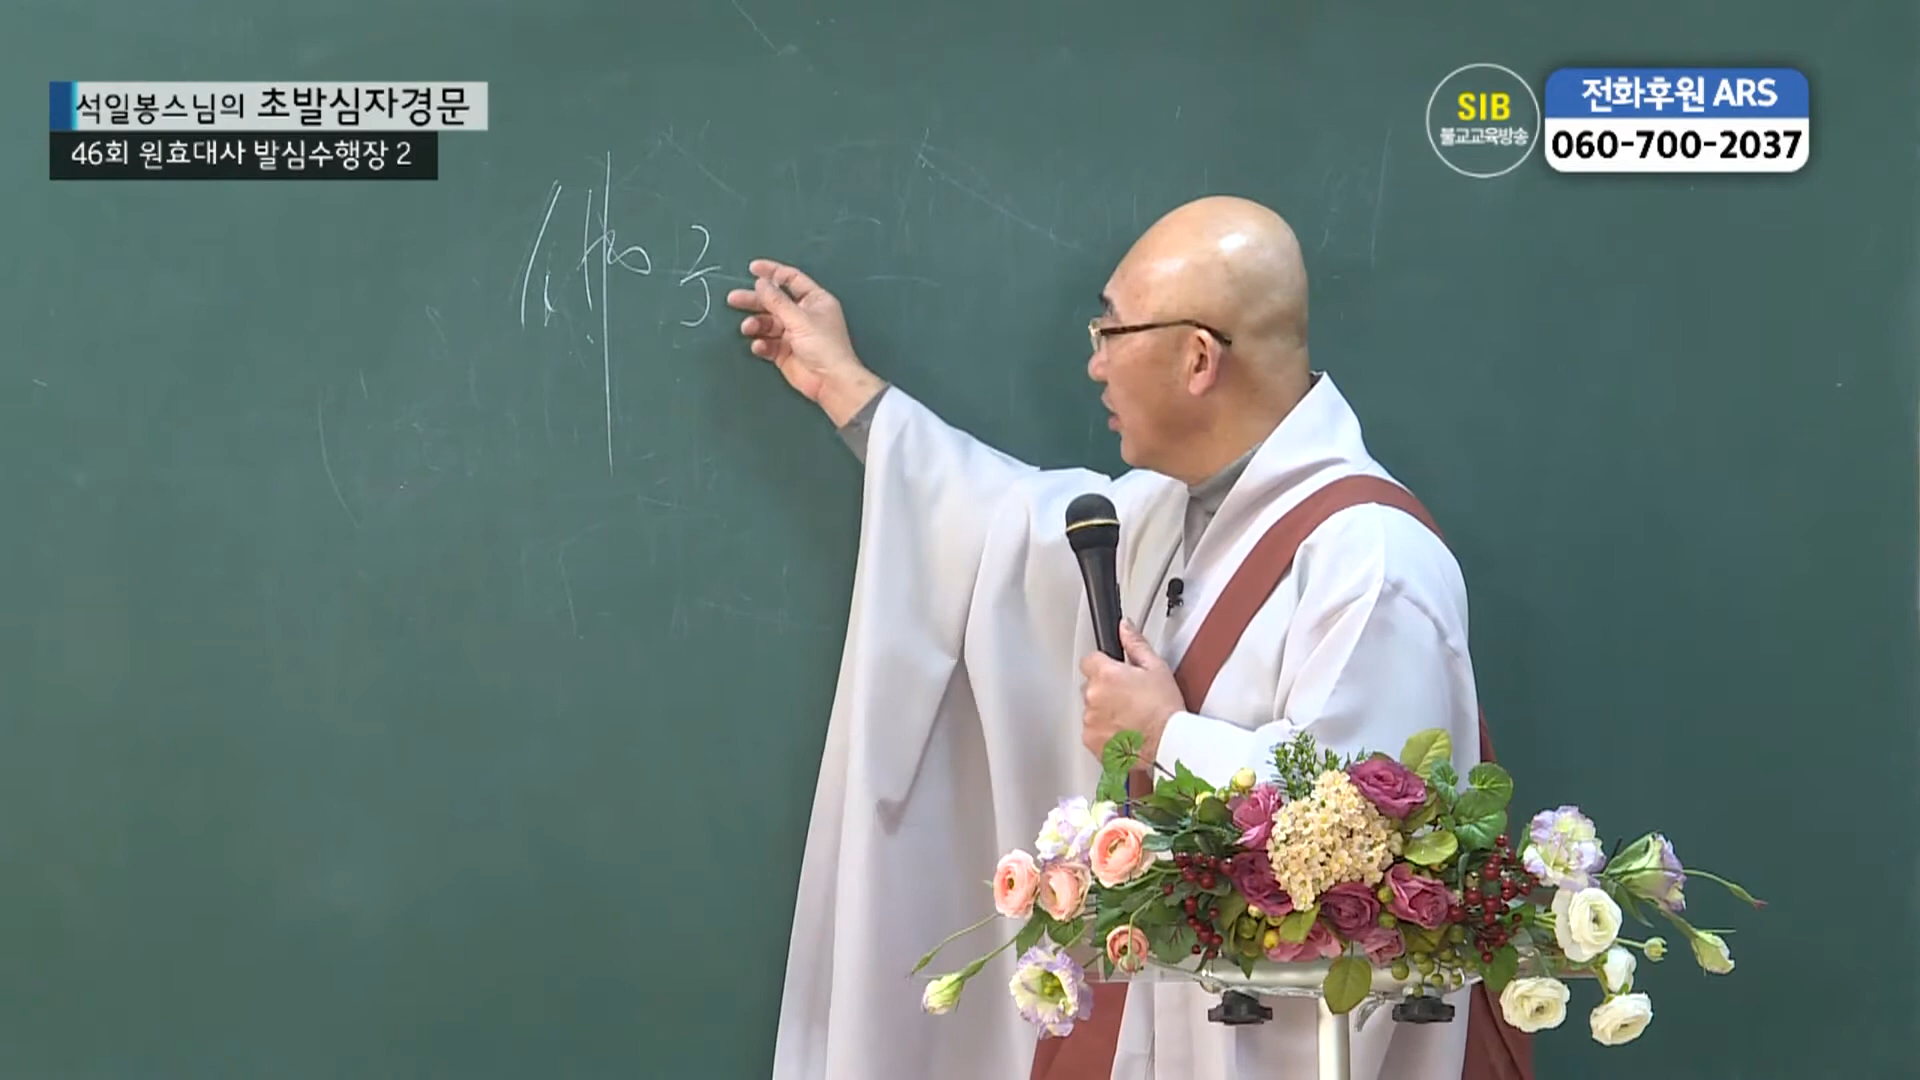 석일봉스님의 초발심자경문
46회 원효대사 발심수행장 2
SIB
불교교육방송
전화후원 ARS
060-700-2037